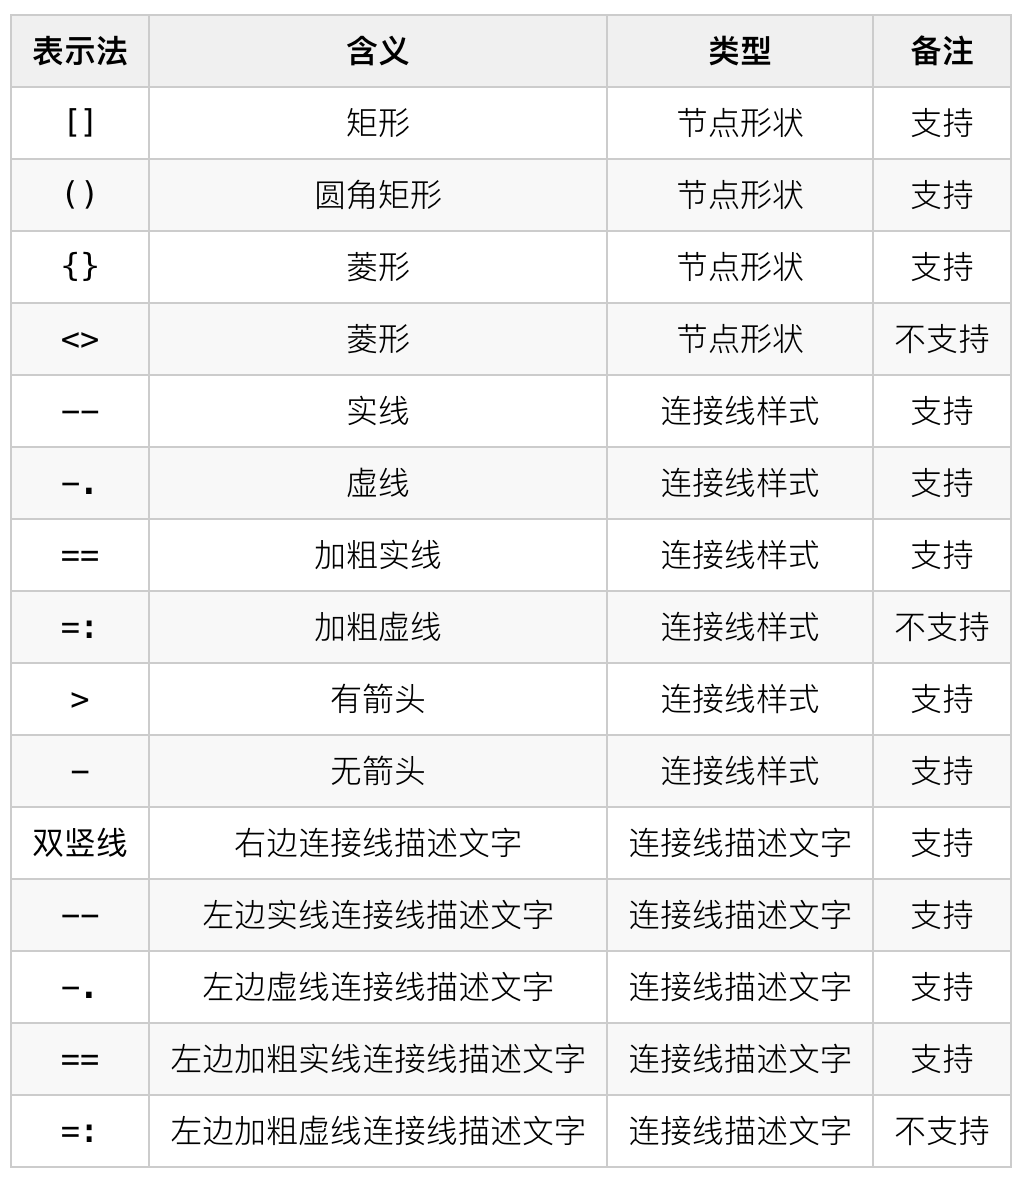 表示法 含义 类型 备注
[] 矩形 节点形状 支持
() 圆角矩形 节点形状 支持
{} 菱形 节点形状 支持
<> 菱形 节点形状 不支持
-- 实线 连接线样式 支持
-. 虚线 连接线样式 支持
== 加粗实线 连接线样式 支持
=: 加粗虚线 连接线样式 不支持
> 有箭头 连接线样式 支持
- 无箭头 连接线样式 支持
双竖线 右边连接线描述文字 连接线描述文字 支持
-- 左边实线连接线描述文字 连接线描述文字 支持
-. 左边虚线连接线描述文字 连接线描述文字 支持
== 左边加粗实线连接线描述文字 连接线描述文字 支持
=: 左边加粗虚线连接线描述文字 连接线描述文字 不支持